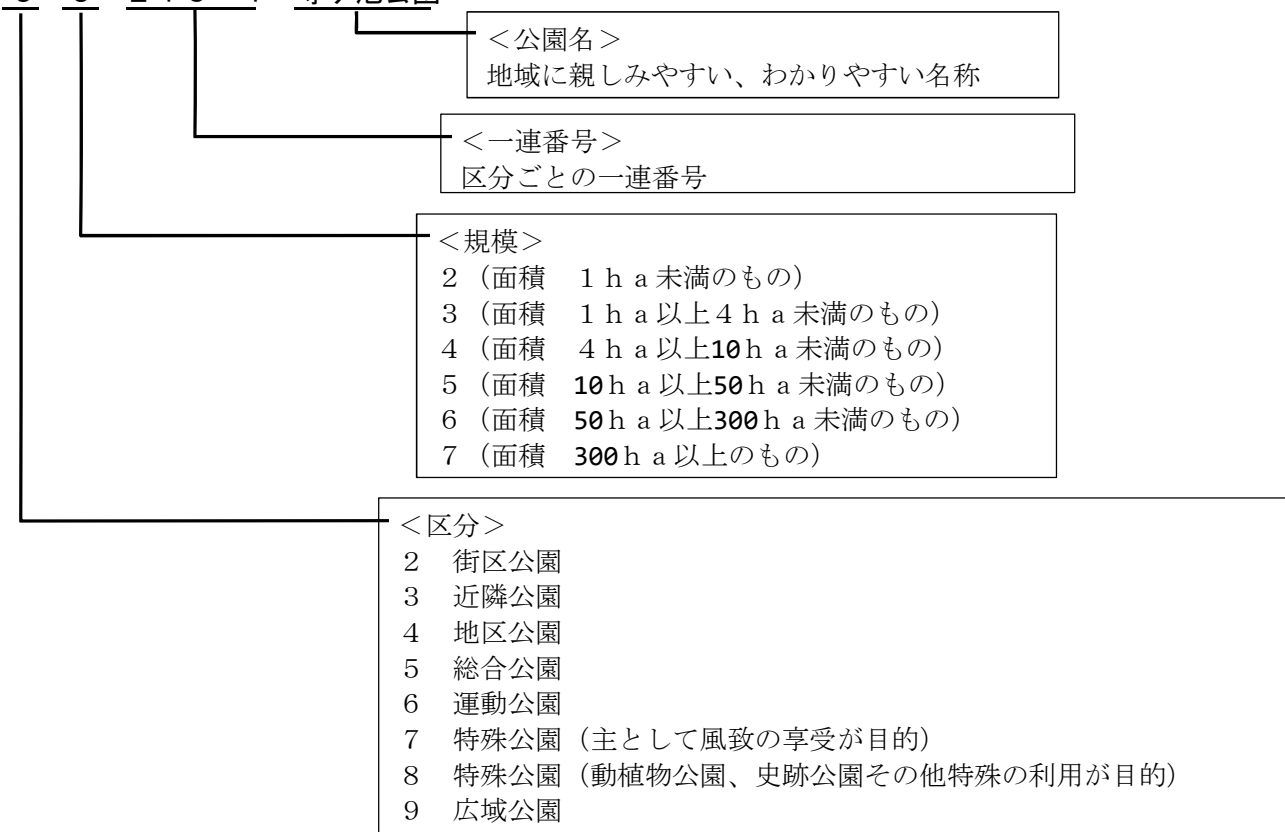 ＜公園名＞
地域に親しみやすい、わかりやすい名称
＜一連番号＞
区分ごとの一連番号
＜規模＞
２（面積　１ｈａ未満のもの）
３（面積　１ｈａ以上４ｈａ未満のもの）
４（面積　４ｈａ以上10ｈａ未満のもの）
５（面積　10ｈａ以上50ｈａ未満のもの）
６（面積　50ｈａ以上300ｈａ未満のもの）
７（面積　300ｈａ以上のもの）
＜区分＞
２　街区公園
３　近隣公園
４　地区公園
５　総合公園
６　運動公園
７　特殊公園（主として風致の享受が目的）
８　特殊公園（動植物公園、史跡公園その他特殊の利用が目的）
９　広域公園